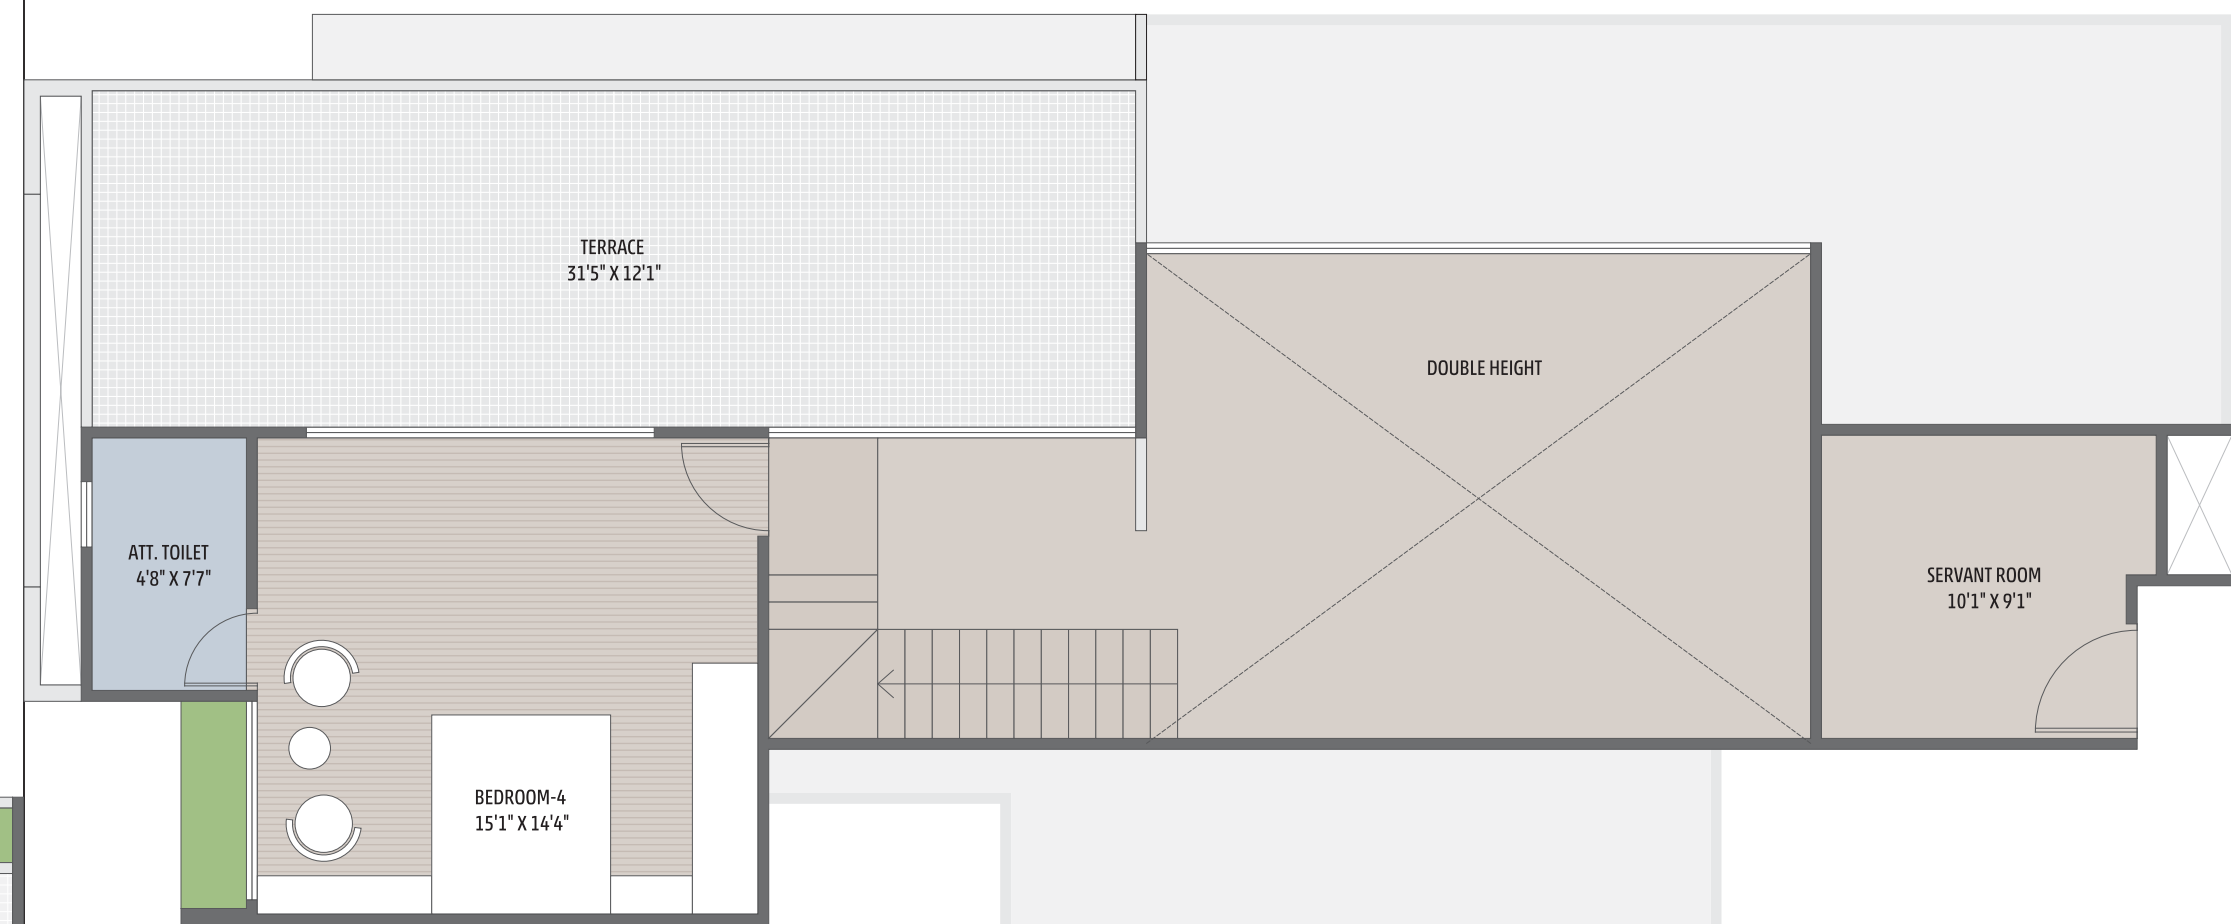 TERRACE
31'5" X 12'1"
DOUBLE HEIGHT
ATT. TOILET
4'8" X 7'7"
SERVANT ROOM
10'1" X 9'1"
BEDROOM-4
15'1" X 14'4"